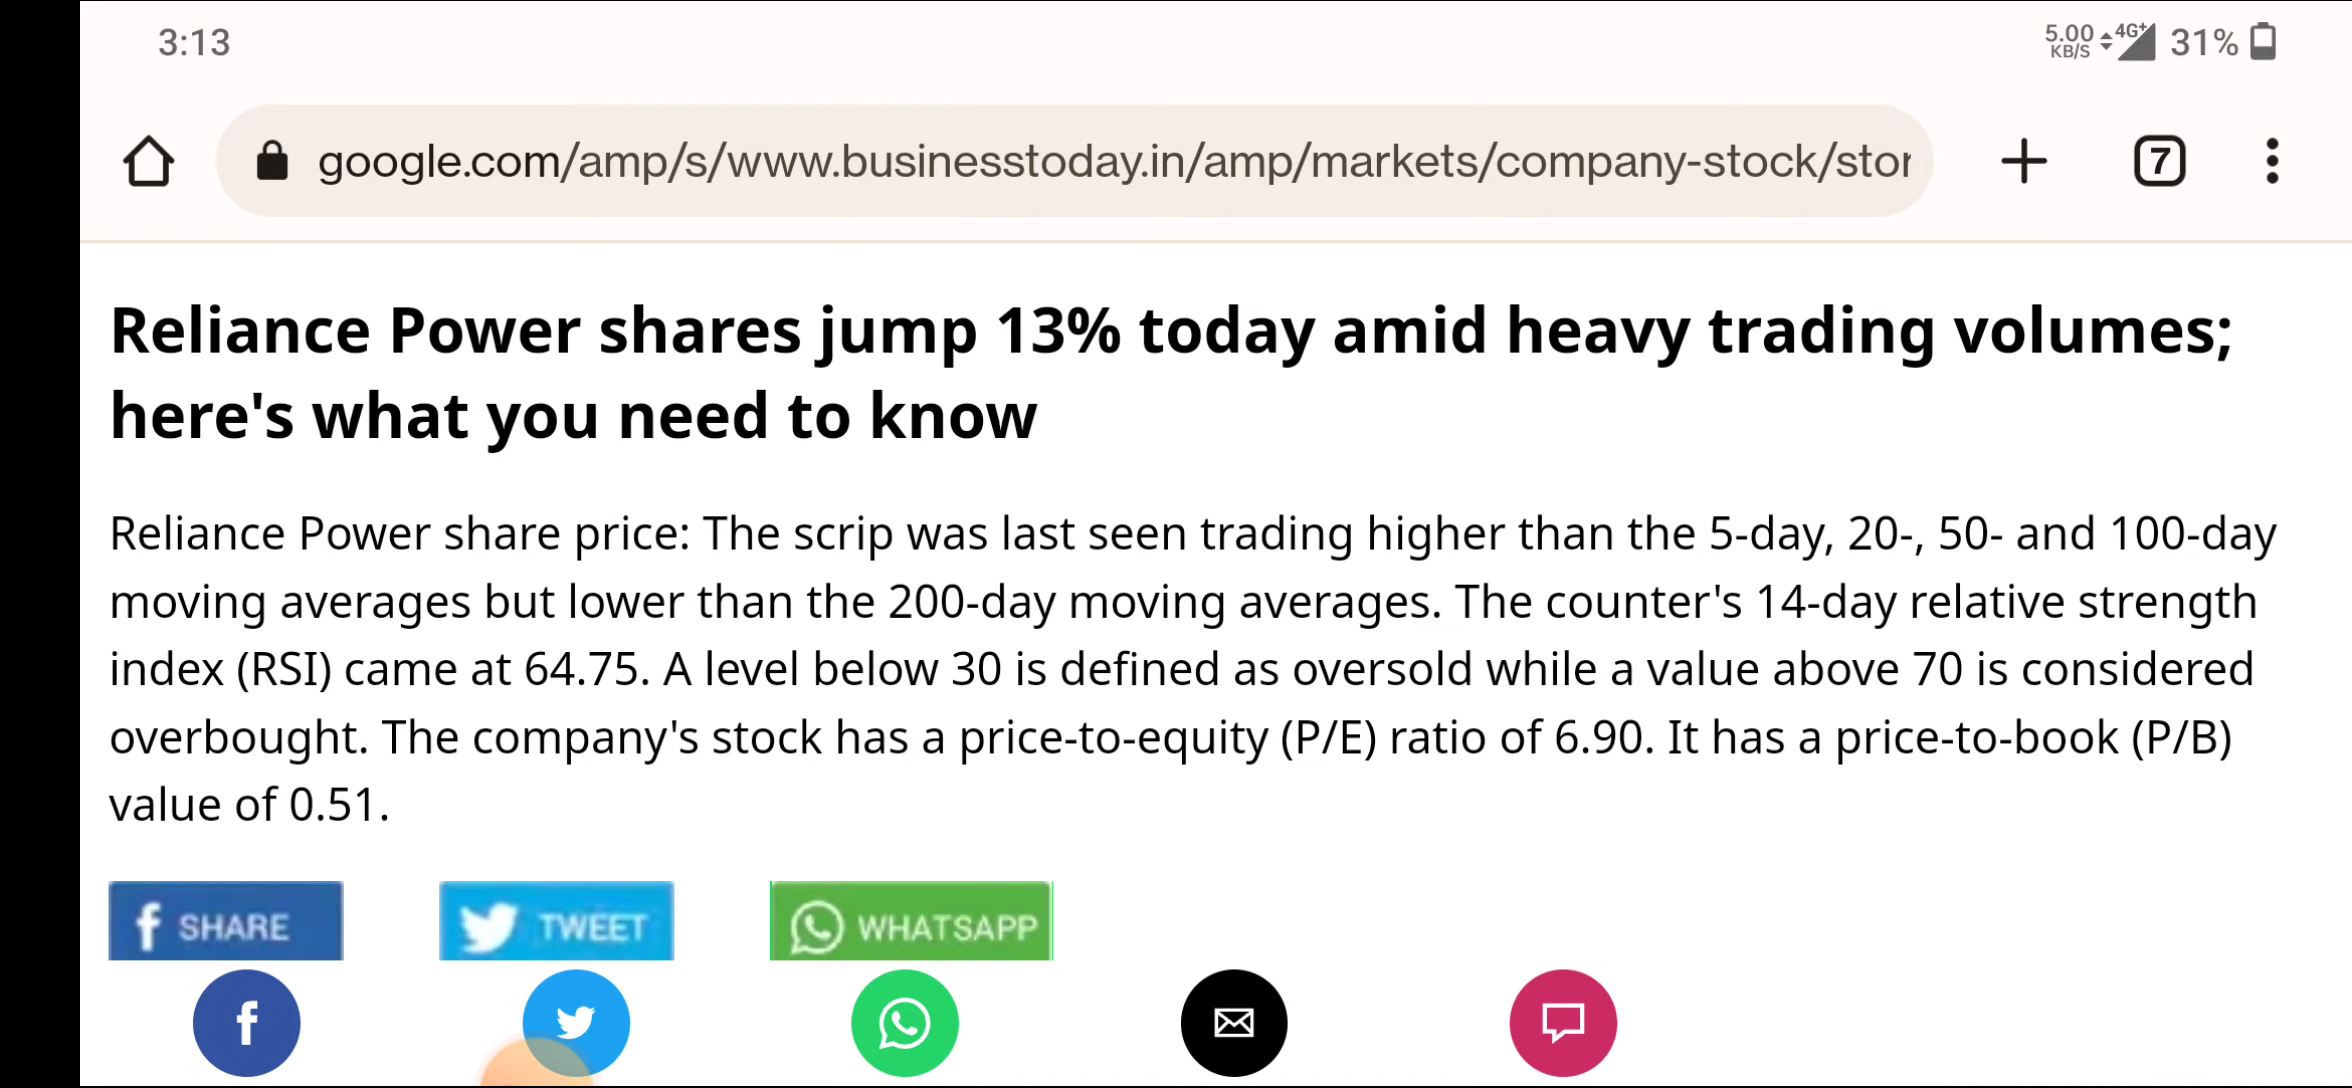 3:13
5.00 KB/S 4G+ 31%
google.com/amp/s/www.businesstoday.in/amp/markets/company-stock/stor
7
Reliance Power shares jump 13% today amid heavy trading volumes;
here's what you need to know
Reliance Power share price: The scrip was last seen trading higher than the 5-day, 20-, 50- and 100-day
moving averages but lower than the 200-day moving averages. The counter's 14-day relative strength
index (RSI) came at 64.75. A level below 30 is defined as oversold while a value above 70 is considered
overbought. The company's stock has a price-to-equity (P/E) ratio of 6.90. It has a price-to-book (P/B)
value of 0.51.
SHARE TWEET WHATSAPP